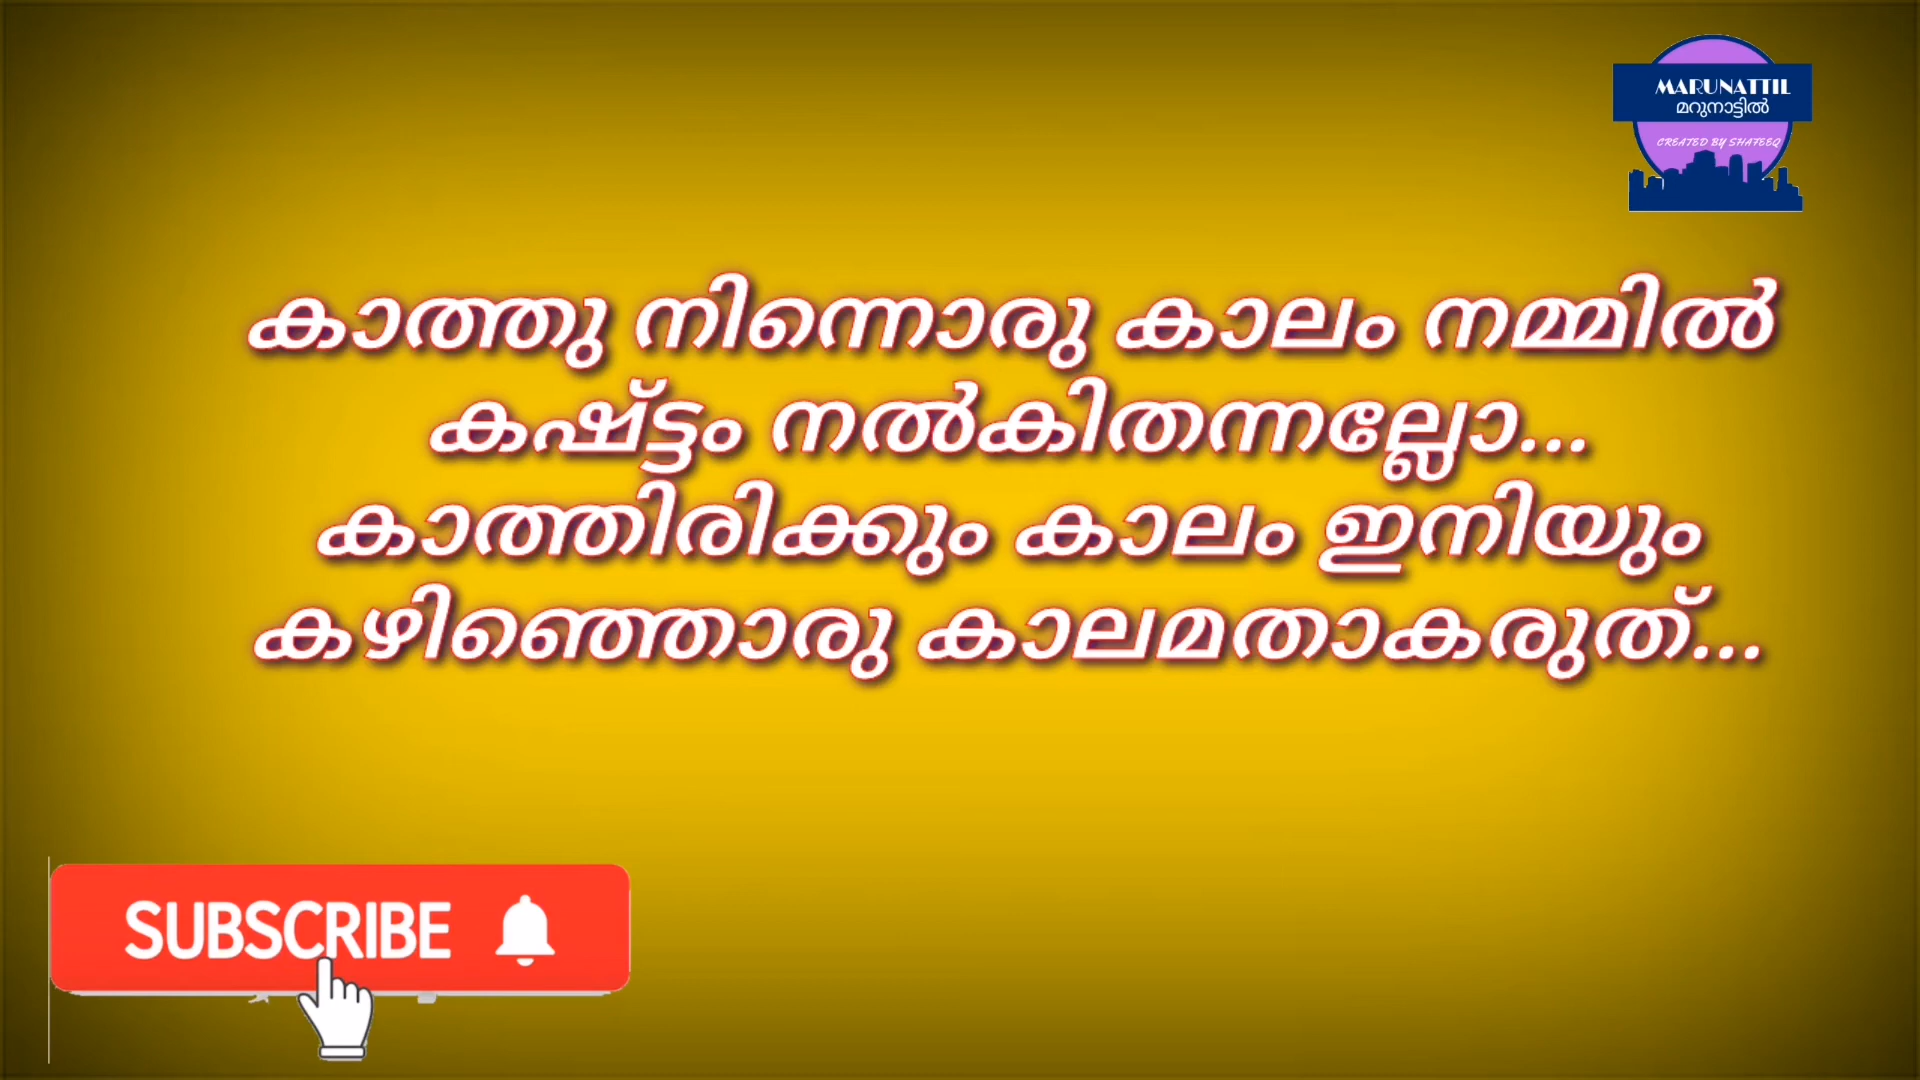 MARUNATTIL
മറുനാട്ടിൽ
CREATED BY SHAFEEQ
കാത്തു നിന്നൊരു കാലം നമ്മിൽ
കഷ്ട്ടം നൽകിതന്നല്ലോ...
കാത്തിരിക്കും കാലം ഇനിയും
കഴിഞ്ഞൊരു കാലമതാകരുത്...
SUBSCRIBE